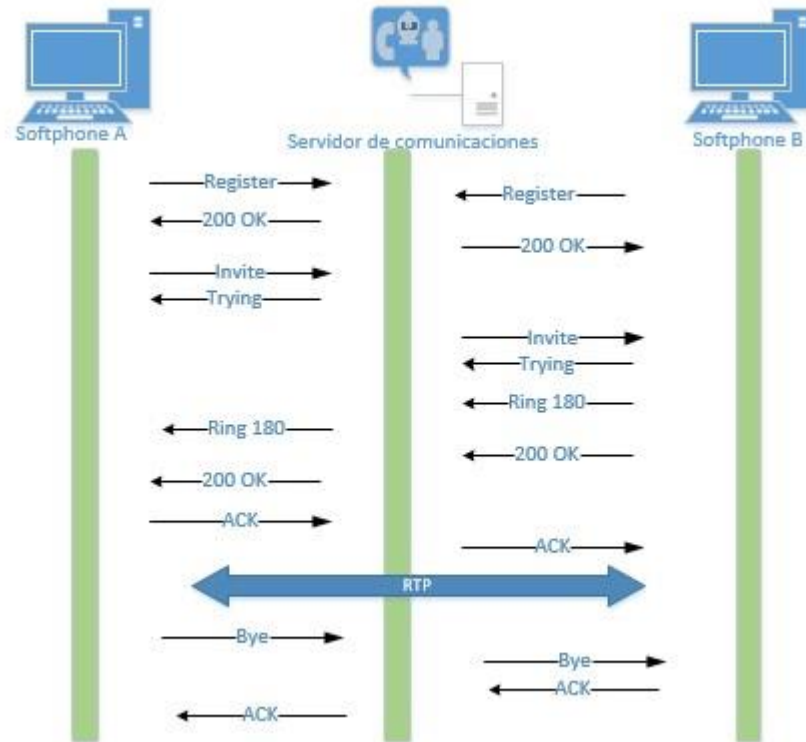 Softphone A
Servidor de comunicaciones
Softphone B
Register
Register
200 OK
200 OK
Invite
Trying
Invite
Trying
Ring 180
Ring 180
200 OK
200 OK
ACK
ACK
RTP
Bye
Bye
ACK
ACK